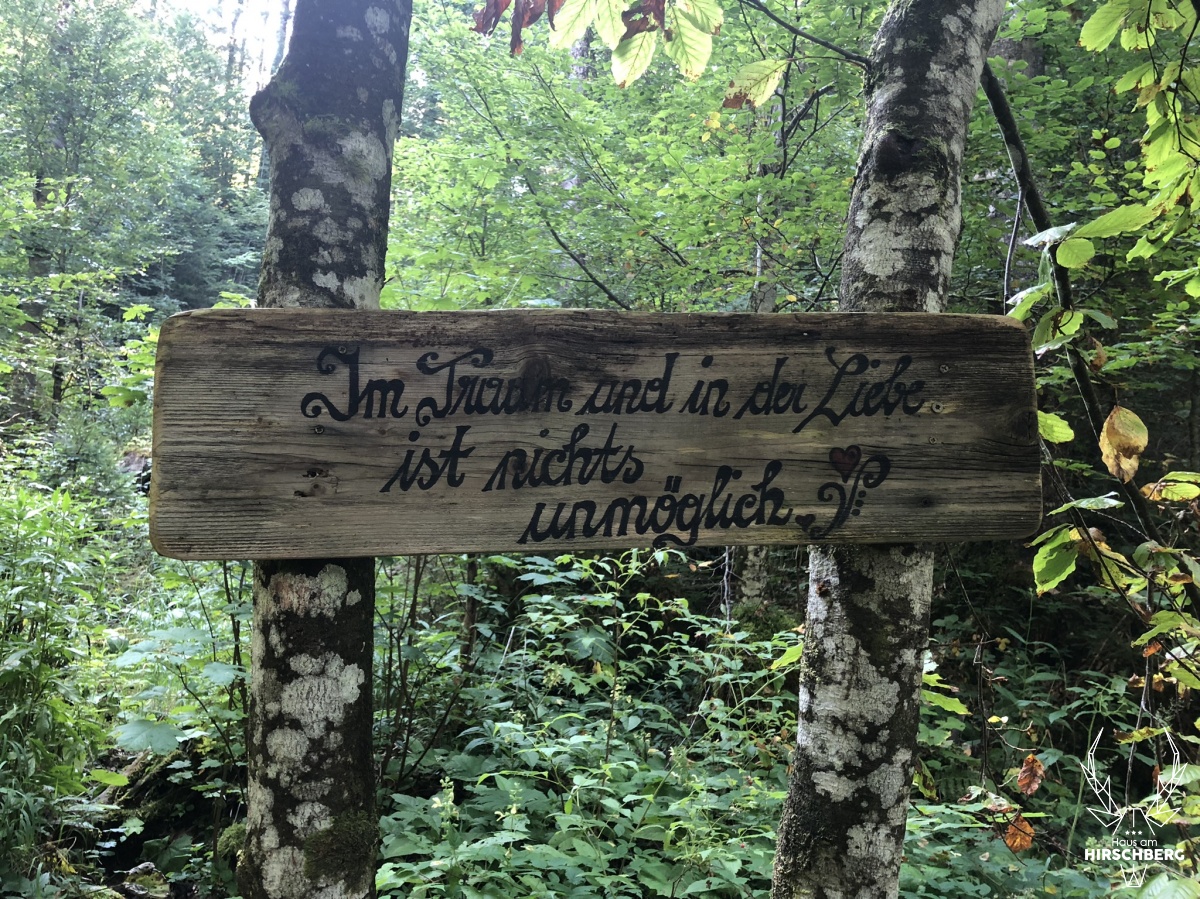 Im Traum und in der Liebe
ist nichts
unmöglich.
Haus am
HIRSCHBERG